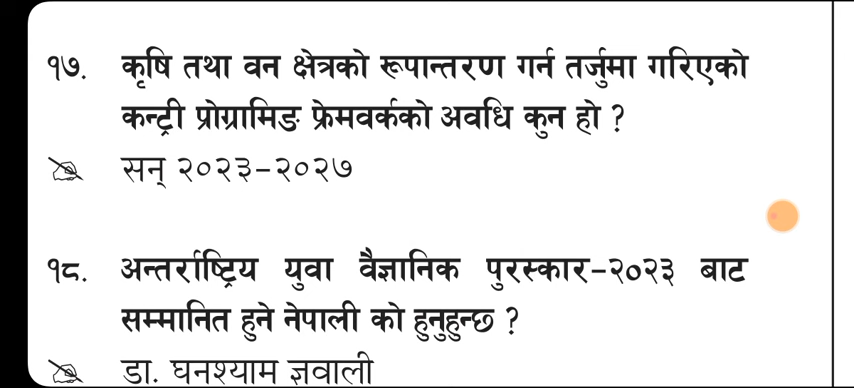 १७. कृषि तथा वन क्षेत्रको रूपान्तरण गर्न तर्जुमा गरिएको
कन्ट्री प्रोग्रामिङ फ्रेमवर्कको अवधि कुन हो ?
सन् २०२३-२०२७
१८. अन्तर्राष्ट्रिय युवा वैज्ञानिक पुरस्कार-२०२३ बाट
सम्मानित हुने नेपाली को हुनुहुन्छ ?
डा. घनश्याम ज्ञवाली